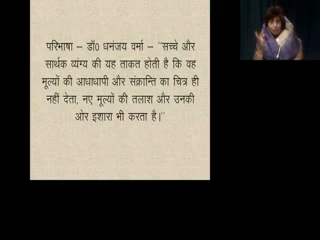 परिभाषा – डॉ0 धनंजय वर्मा – "सच्चे और
सार्थक व्यंग्य की यह ताकत होती है कि वह
मूल्यों की आधाधापी और संक्रान्ति का चित्र ही
नहीं देता, नए मूल्यों की तलाश और उनकी
ओर इशारा भी करता है।"